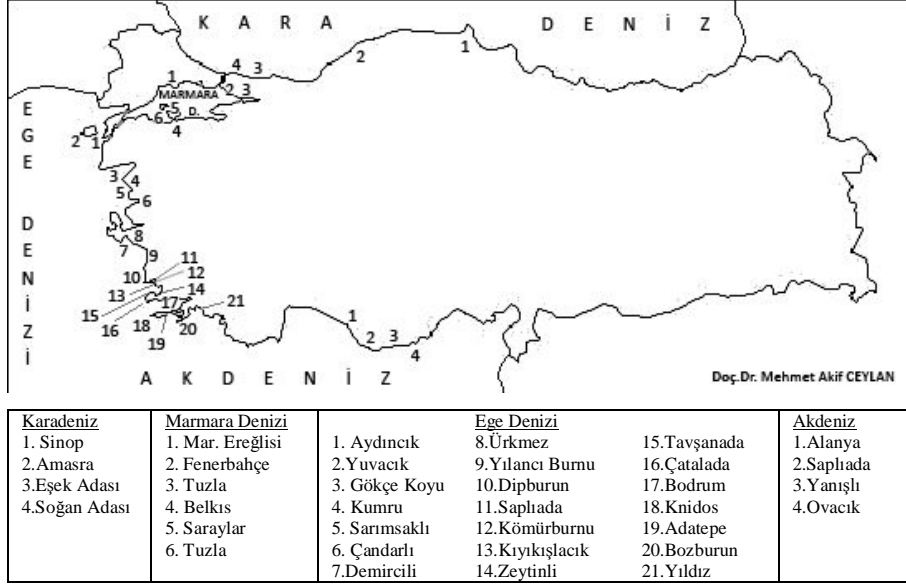 K A R A D E N İ Z
4 3 2 1
1
MARMARA
2 3
5
6 D.
4
E G E D E N İ Z İ
2 1
3 4
5
6
8
7 9
11
10 12
13 14
15 17 21
16
18 20
19
1
2 3
4
A K D E N İ Z
Doç.Dr. Mehmet Akif CEYLAN
Karadeniz
1. Sinop
2.Amasra
3.Eşek Adası
4.Soğan Adası
Marmara Denizi
1. Mar. Ereğlisi
2. Fenerbahçe
3. Tuzla
4. Belkıs
5. Saraylar
6. Tuzla
Ege Denizi
1. Aydıncık
2.Yuvacık
3. Gökçe Koyu
4. Kumru
5. Sarımsaklı
6. Çandarlı
7.Demircili
8.Ürkmez
9.Yılancı Burnu
10.Dipburun
11.Saplıada
12.Kömürburnu
13.Kıyıkışlacık
14.Zeytinli
15.Tavşanada
16.Çatalada
17.Bodrum
18.Knidos
19.Adatepe
20.Bozburun
21.Yıldız
Akdeniz
1.Alanya
2.Saplıada
3.Yanışlı
4.Ovacık